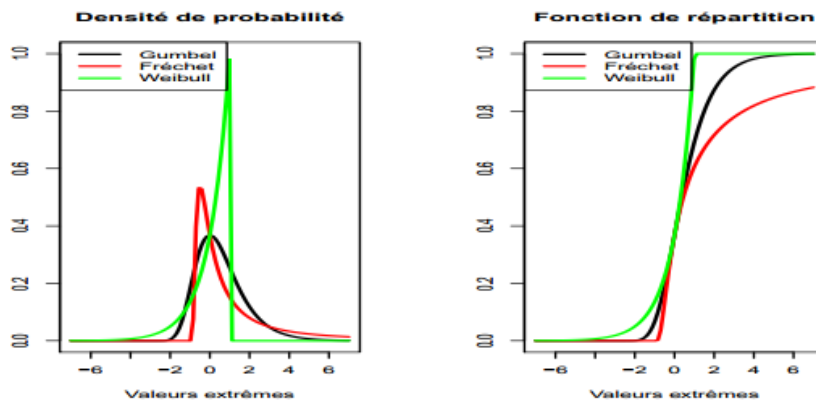 Densité de probabilité
Gumbel
Fréchet
Weibull
0.0 0.2 0.4 0.6 0.8 1.0
−6 −2 0 2 4 6
Valeurs extrêmes
Fonction de répartition
Gumbel
Fréchet
Weibull
0.0 0.2 0.4 0.6 0.8 1.0
−6 −2 0 2 4 6
Valeurs extrêmes